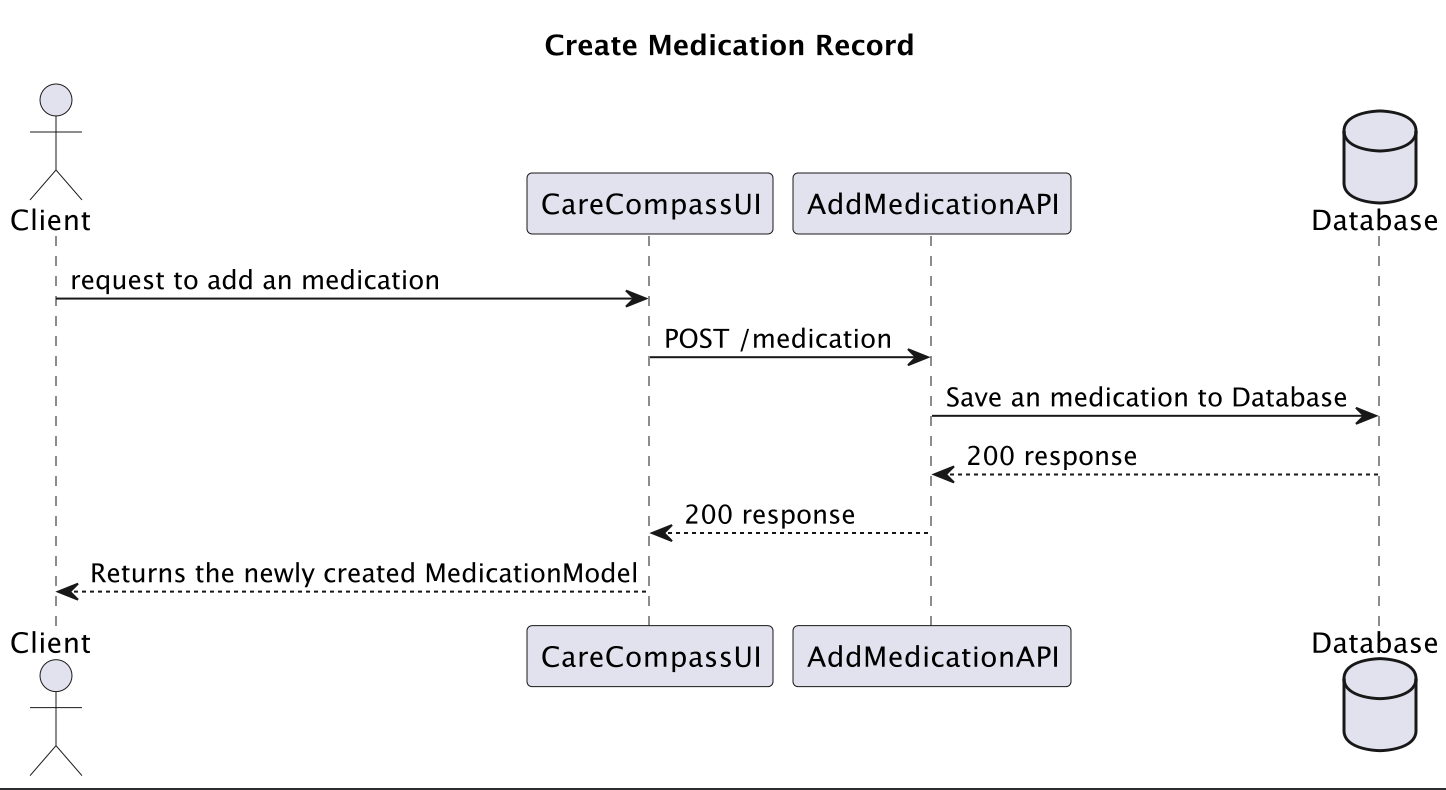 Create Medication Record
Client
CareCompassUI
AddMedicationAPI
Database
request to add an medication
POST /medication
Save an medication to Database
200 response
200 response
Returns the newly created MedicationModel
Client
CareCompassUI
AddMedicationAPI
Database